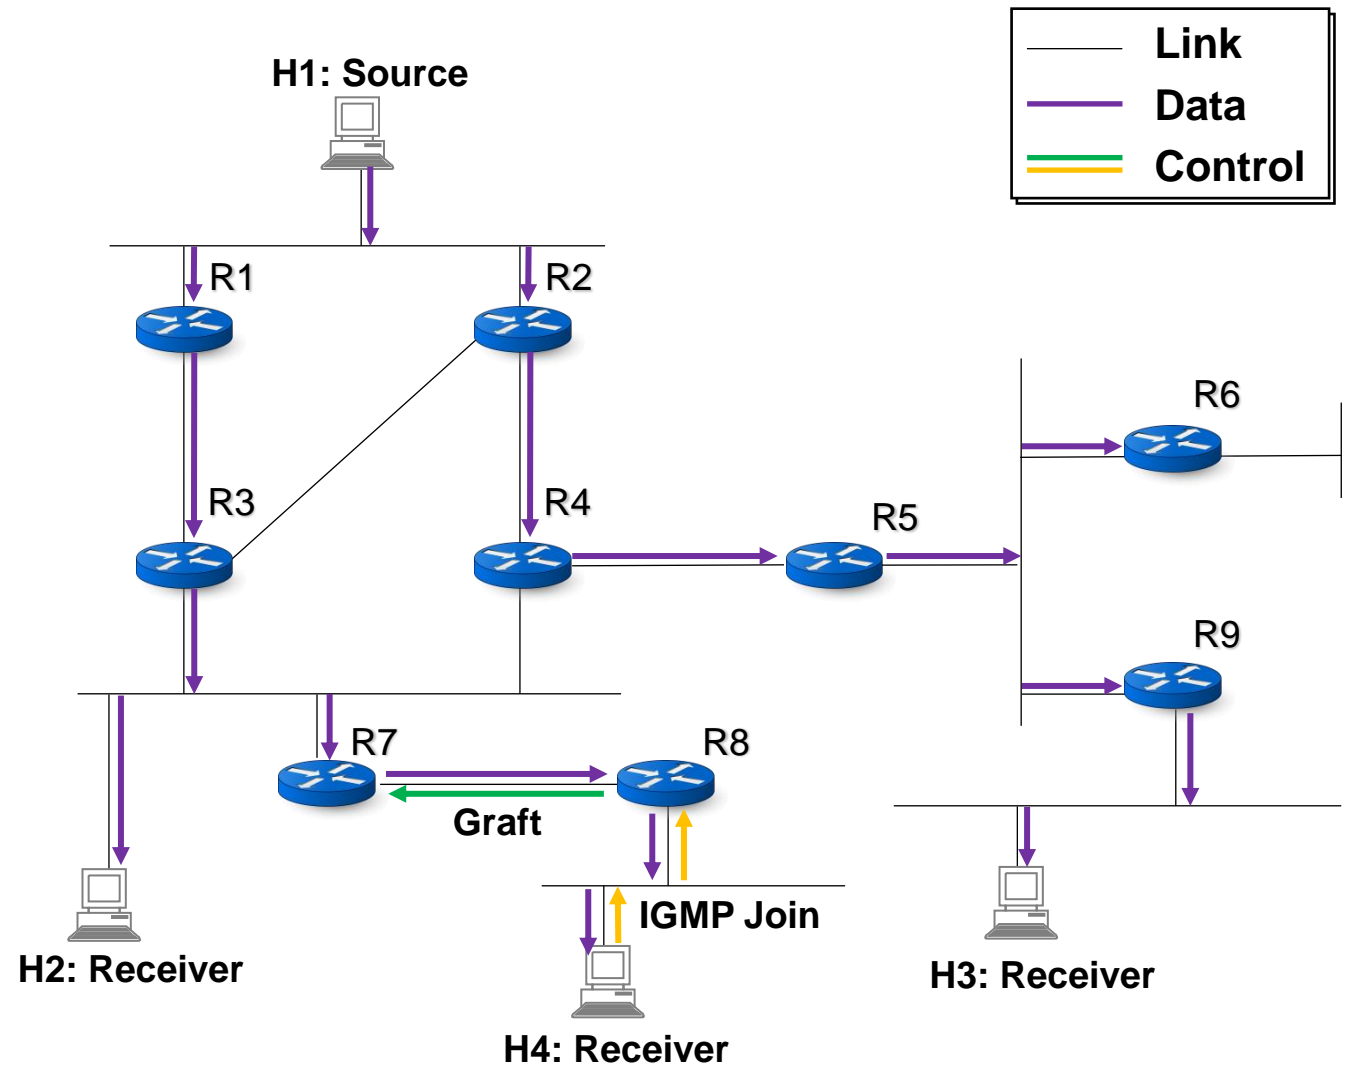 Link
Data
Control
H1: Source
R1
R2
R6
R3
R4
R5
R9
R7
R8
Graft
IGMP Join
H2: Receiver
H3: Receiver
H4: Receiver